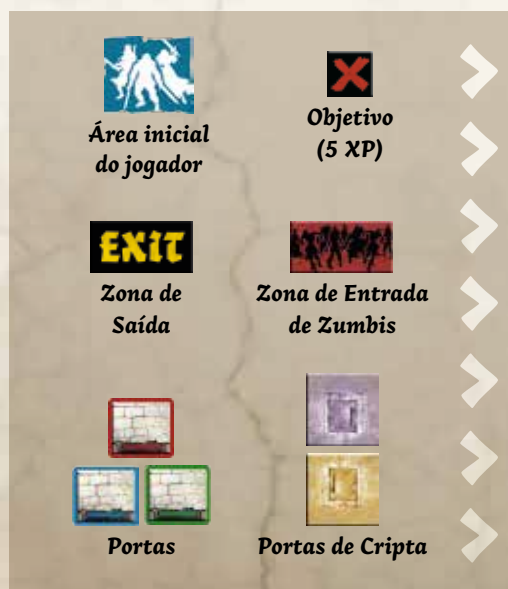 Área inicial
do jogador
Objetivo
(5 XP)
EXIT
Zona de
Saída
Zona de Entrada
de Zumbis
Portas
Portas de Cripta